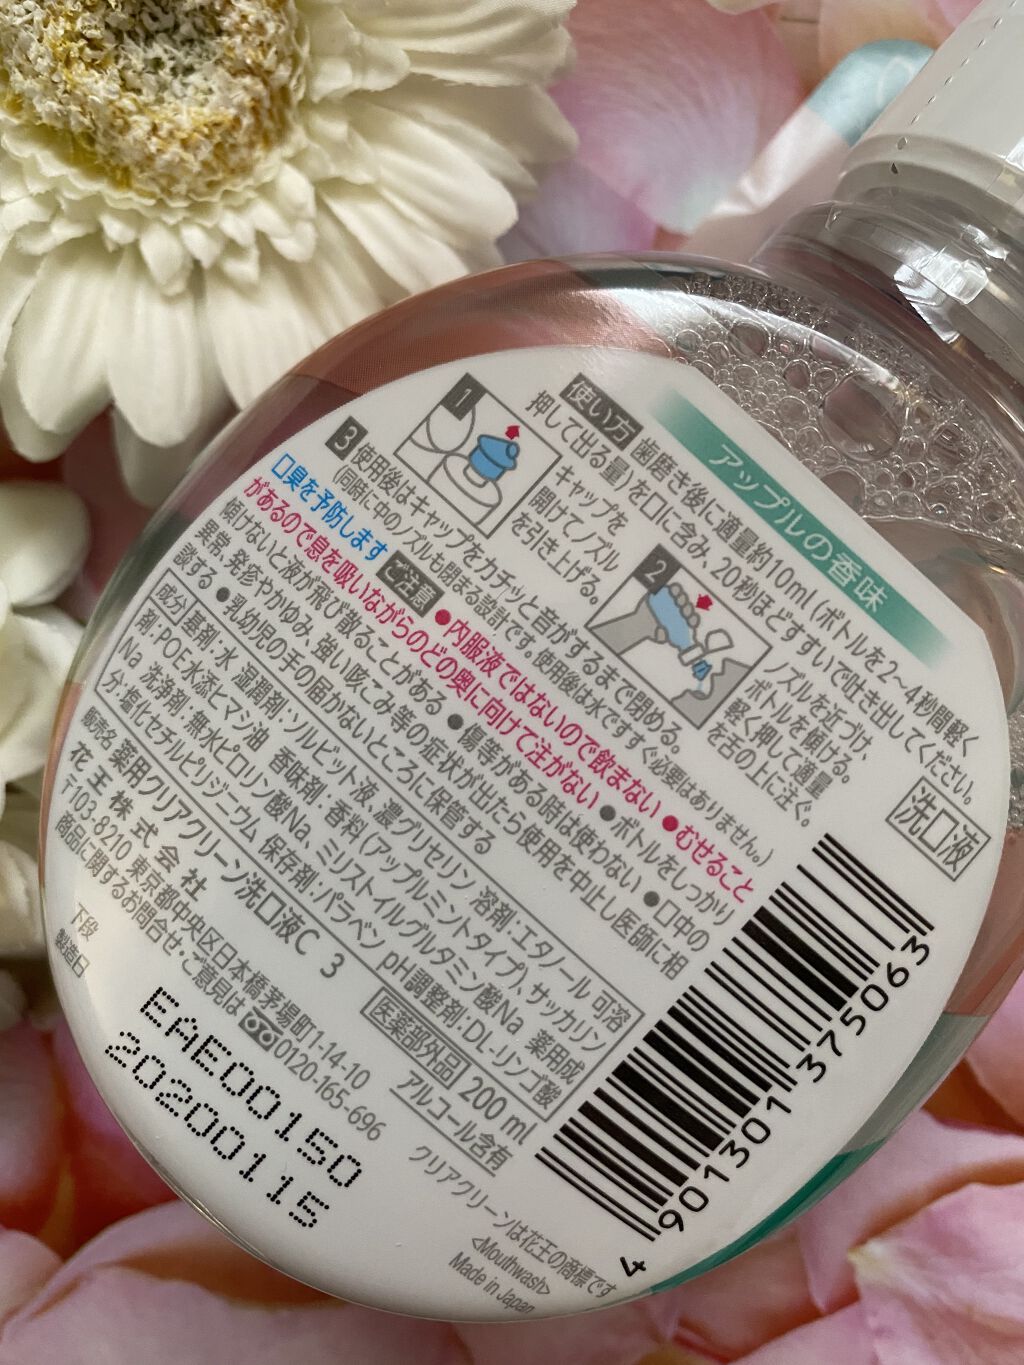 アップルの香味
使い方 歯磨き後に適量約10ml(ボトルを2~4秒間軽く
押して出る量)を口に含み、20秒ほどすすいで吐き出してください。
1
キャップを
開けてノズル
を引き上げる。
2
ノズルを近づけ、
ボトルを傾ける。
軽く押して適量
を舌の上に注ぐ。
3 使用後はキャップをカチッと音がするまで閉める。
(同時に中のノズルも閉まる設計です。使用後は水ですすぐ必要はありません。)
洗口液
口臭を予防します ご注意 ●内服液ではないので飲まない ●むせること
があるので息を吸いながらのどの奥に向けて注がない ●ボトルをしっかり
傾けないと液が飛び散ることがある ●傷等がある時は使わない ●口中の
異常、発疹やかゆみ、強い咳こみ等の症状が出たら使用を中止し医師に相
談する ●乳幼児の手の届かないところに保管する
成分 基剤:水 湿潤剤:ソルビット液、濃グリセリン 溶剤:エタノール 可溶
剤:POE水添ヒマシ油 香味剤:香料(アップルミントタイプ)、サッカリン
Na 洗浄剤:無水ピロリン酸Na、ミリストイルグルタミン酸Na 薬用成
分:塩化セチルピリジニウム 保存剤:パラベン pH調整剤:DL-リンゴ酸
販売名 薬用クリアクリーン洗口液C 3
医薬部外品 200 ml
花王株式会社
アルコール含有
〒103-8210 東京都中央区日本橋茅場町1-14-10
商品に関するお問合せ・ご意見は 0120-165-696
下段
製造日
EAE00150
20200115
クリアクリーンは花王の商標です
<Mouthwash>
Made in Japan
4 901301 375063